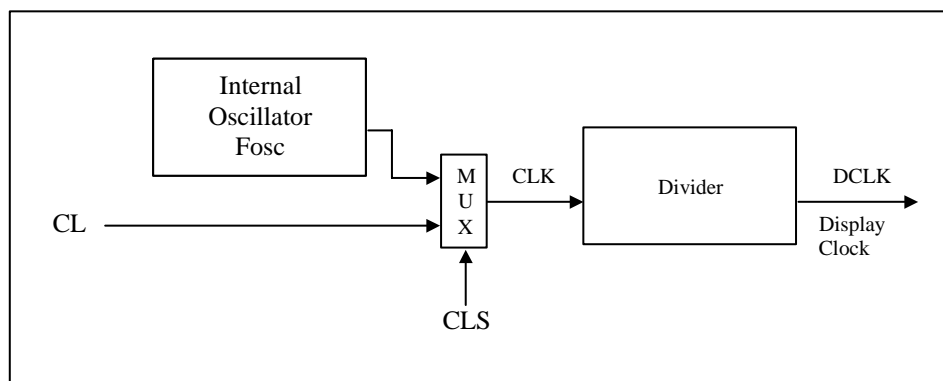 Internal
Oscillator
Fosc
M
U
X
CL
CLK
Divider
DCLK
Display
Clock
CLS